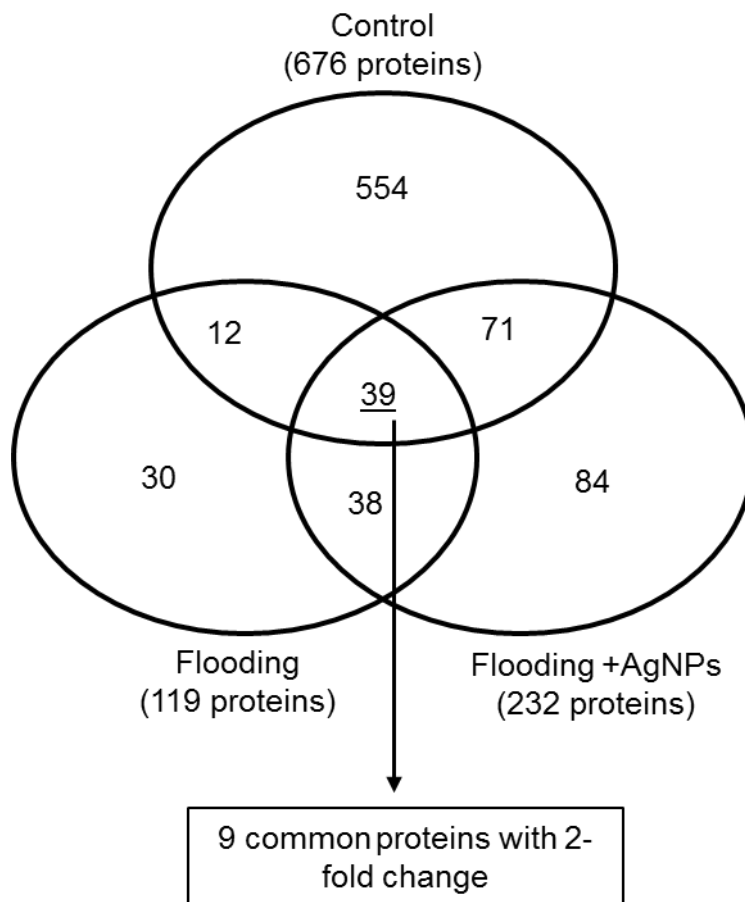 Control
(676 proteins)
554
12
71
39
30
38
84
Flooding
(119 proteins)
Flooding +AgNPs
(232 proteins)
9 common proteins with 2-
fold change